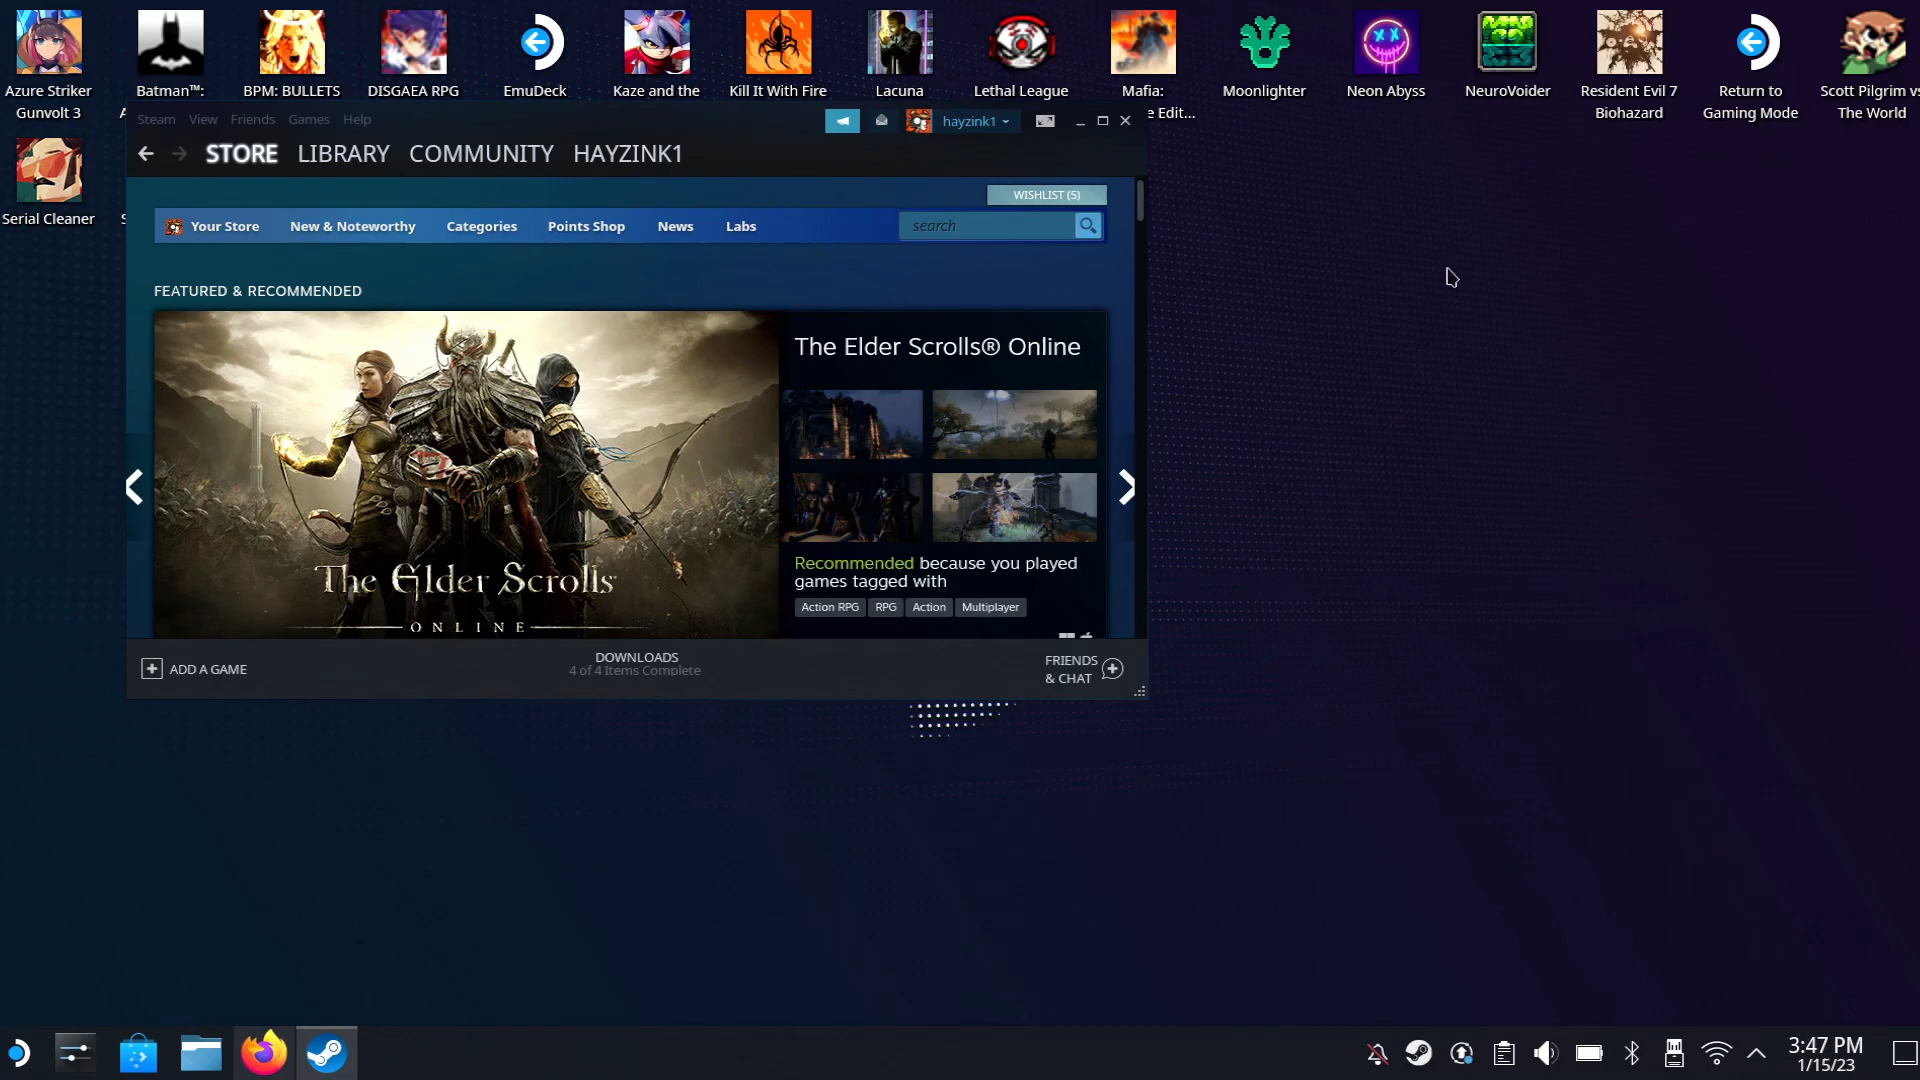 Azure Striker
Gunvolt 3
Batman™:
BPM: BULLETS
DISGAEA RPG
EmuDeck
Kaze and the
Kill It With Fire
Lacuna
Lethal League
Mafia:
e Edit...
Moonlighter
Neon Abyss
NeuroVoider
Resident Evil 7
Biohazard
Return to
Gaming Mode
Scott Pilgrim vs
The World
Serial Cleaner
Steam View Friends Games Help
hayzink1
STORE LIBRARY COMMUNITY HAYZINK1
WISHLIST (5)
Your Store New & Noteworthy Categories Points Shop News Labs search
FEATURED & RECOMMENDED
The Elder Scrolls
ONLINE
The Elder Scrolls® Online
Recommended because you played
games tagged with
Action RPG RPG Action Multiplayer
ADD A GAME
DOWNLOADS
4 of 4 Items Complete
FRIENDS
& CHAT
3:47 PM
1/15/23